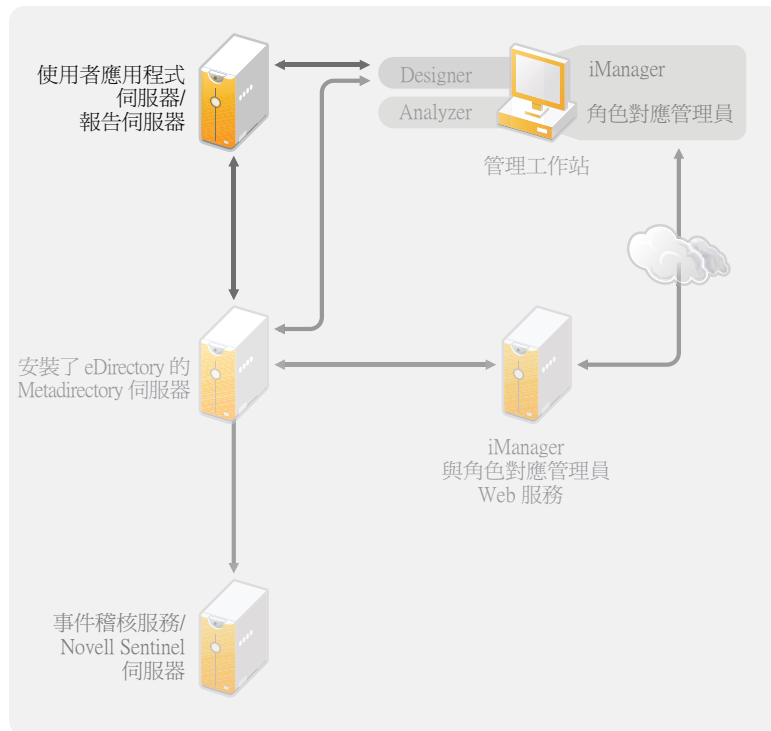 使用者應用程式
伺服器/
報告伺服器
Designer
Analyzer
iManager
角色對應管理員
管理工作站
安裝了 eDirectory 的
Metadirectory 伺服器
iManager
與角色對應管理員
Web 服務
事件稽核服務/
Novell Sentinel
伺服器